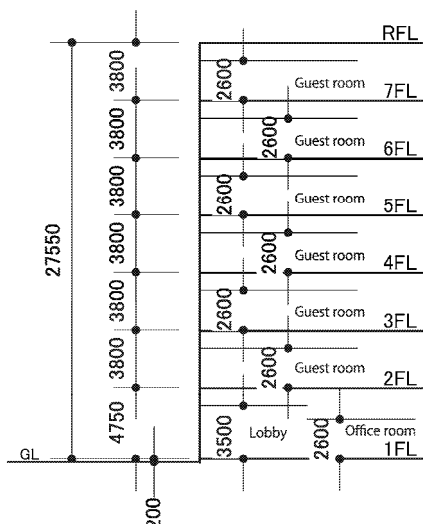 RFL
3800
2600
Guest room
7FL
3800
2600
Guest room
6FL
3800
2600
Guest room
5FL
27550
3800
2600
Guest room
4FL
3800
2600
Guest room
3FL
3800
2600
Guest room
2FL
4750
3500
Lobby
2600
Office room
GL
1FL
200